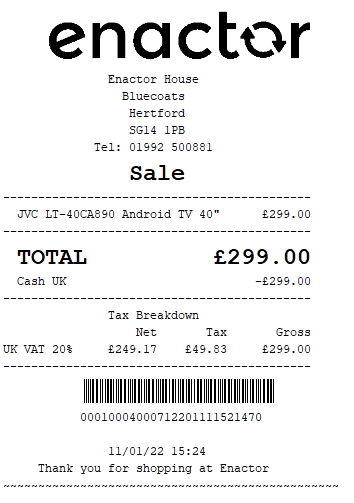 enactor
Enactor House
Bluecoats
Hertford
SG14 1PB
Tel: 01992 500881
Sale
JVC LT-40CA890 Android TV 40" £299.00
TOTAL £299.00
Cash UK -£299.00
Tax Breakdown
Net Tax Gross
UK VAT 20% £249.17 £49.83 £299.00
00010004000712201111521470
11/01/22 15:24
Thank you for shopping at Enactor